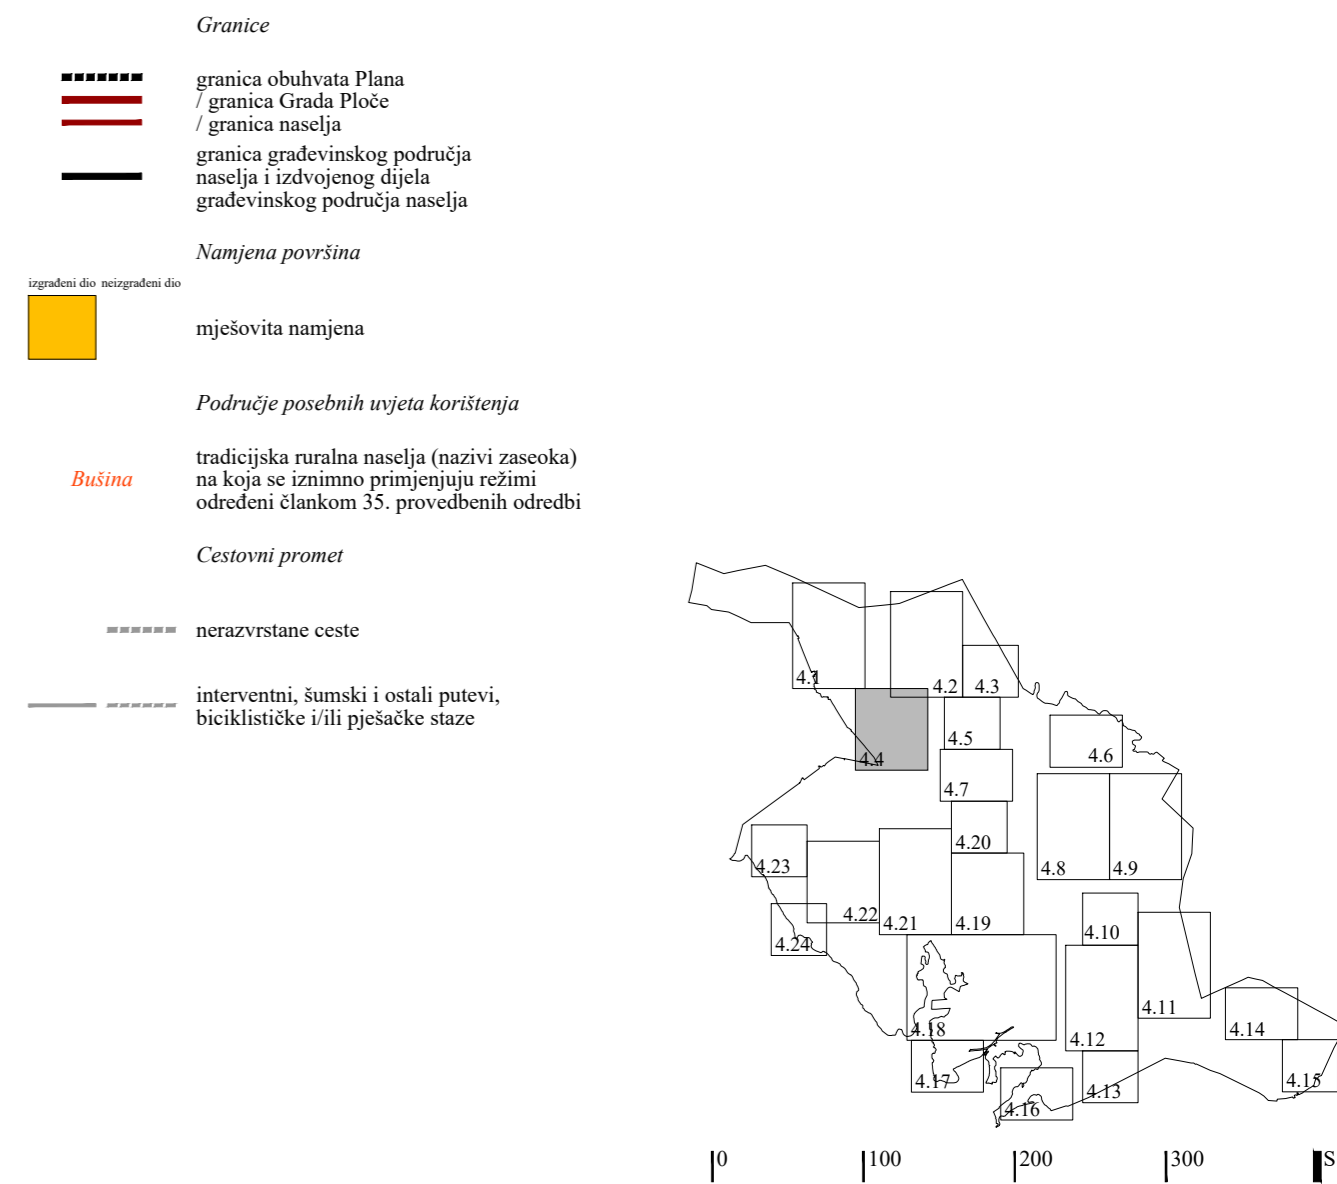 Granice
granica obuhvata Plana
/ granica Grada Ploče
/ granica naselja
granica građevinskog područja
naselja i izdvojenog dijela
građevinskog područja naselja
Namjena površina
izgrađeni dio neizgrađeni dio
mješovita namjena
Područje posebnih uvjeta korištenja
Bušina
tradicijska ruralna naselja (nazivi zaseoka)
na koja se iznimno primjenjuju režimi
određeni člankom 35. provedbenih odredbi
Cestovni promet
nerazvrstane ceste
interventni, šumski i ostali putevi,
biciklističke i/ili pješačke staze
4.1
4.2
4.3
4.4
4.5
4.6
4.7
4.20
4.8
4.9
4.23
4.22
4.21
4.19
4.10
4.24
4.11
4.18
4.12
4.14
4.17
4.16
4.13
4.15
0
100
200
300
S